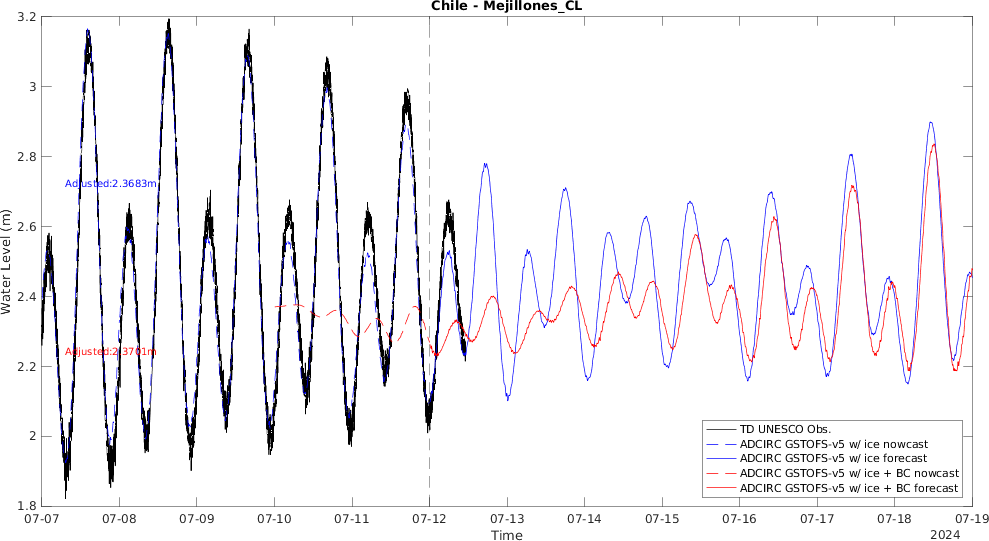 Chile - Mejillones_CL
3.2
3
2.8
2.6
2.4
2.2
2
1.8
Water Level (m)
Adjusted:2.3683m
Adjusted:2.3701m
TD UNESCO Obs.
ADCIRC GSTOFS-v5 w/ ice nowcast
ADCIRC GSTOFS-v5 w/ ice forecast
ADCIRC GSTOFS-v5 w/ ice + BC nowcast
ADCIRC GSTOFS-v5 w/ ice + BC forecast
07-07 07-08 07-09 07-10 07-11 07-12 07-13 07-14 07-15 07-16 07-17 07-18 07-19
Time
2024